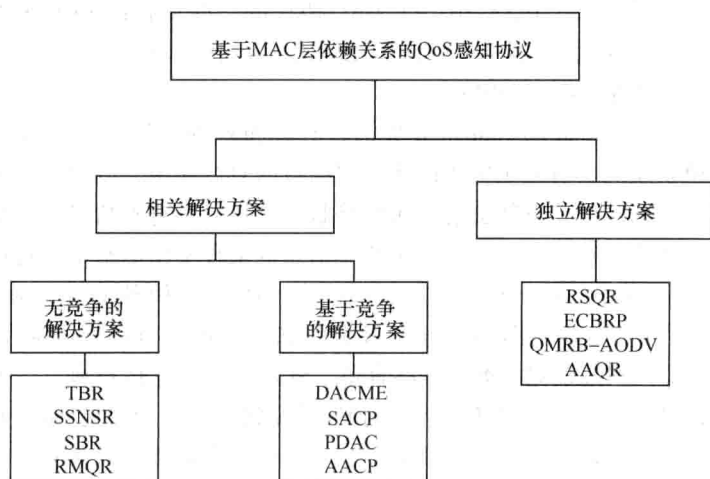 基于MAC层依赖关系的QoS感知协议
相关解决方案
独立解决方案
无竞争的
解决方案
基于竞争
的解决方案
RSQR
ECBRP
QMRB-AODV
AAQR
TBR
SSNSR
SBR
RMQR
DACME
SACP
PDAC
AACP